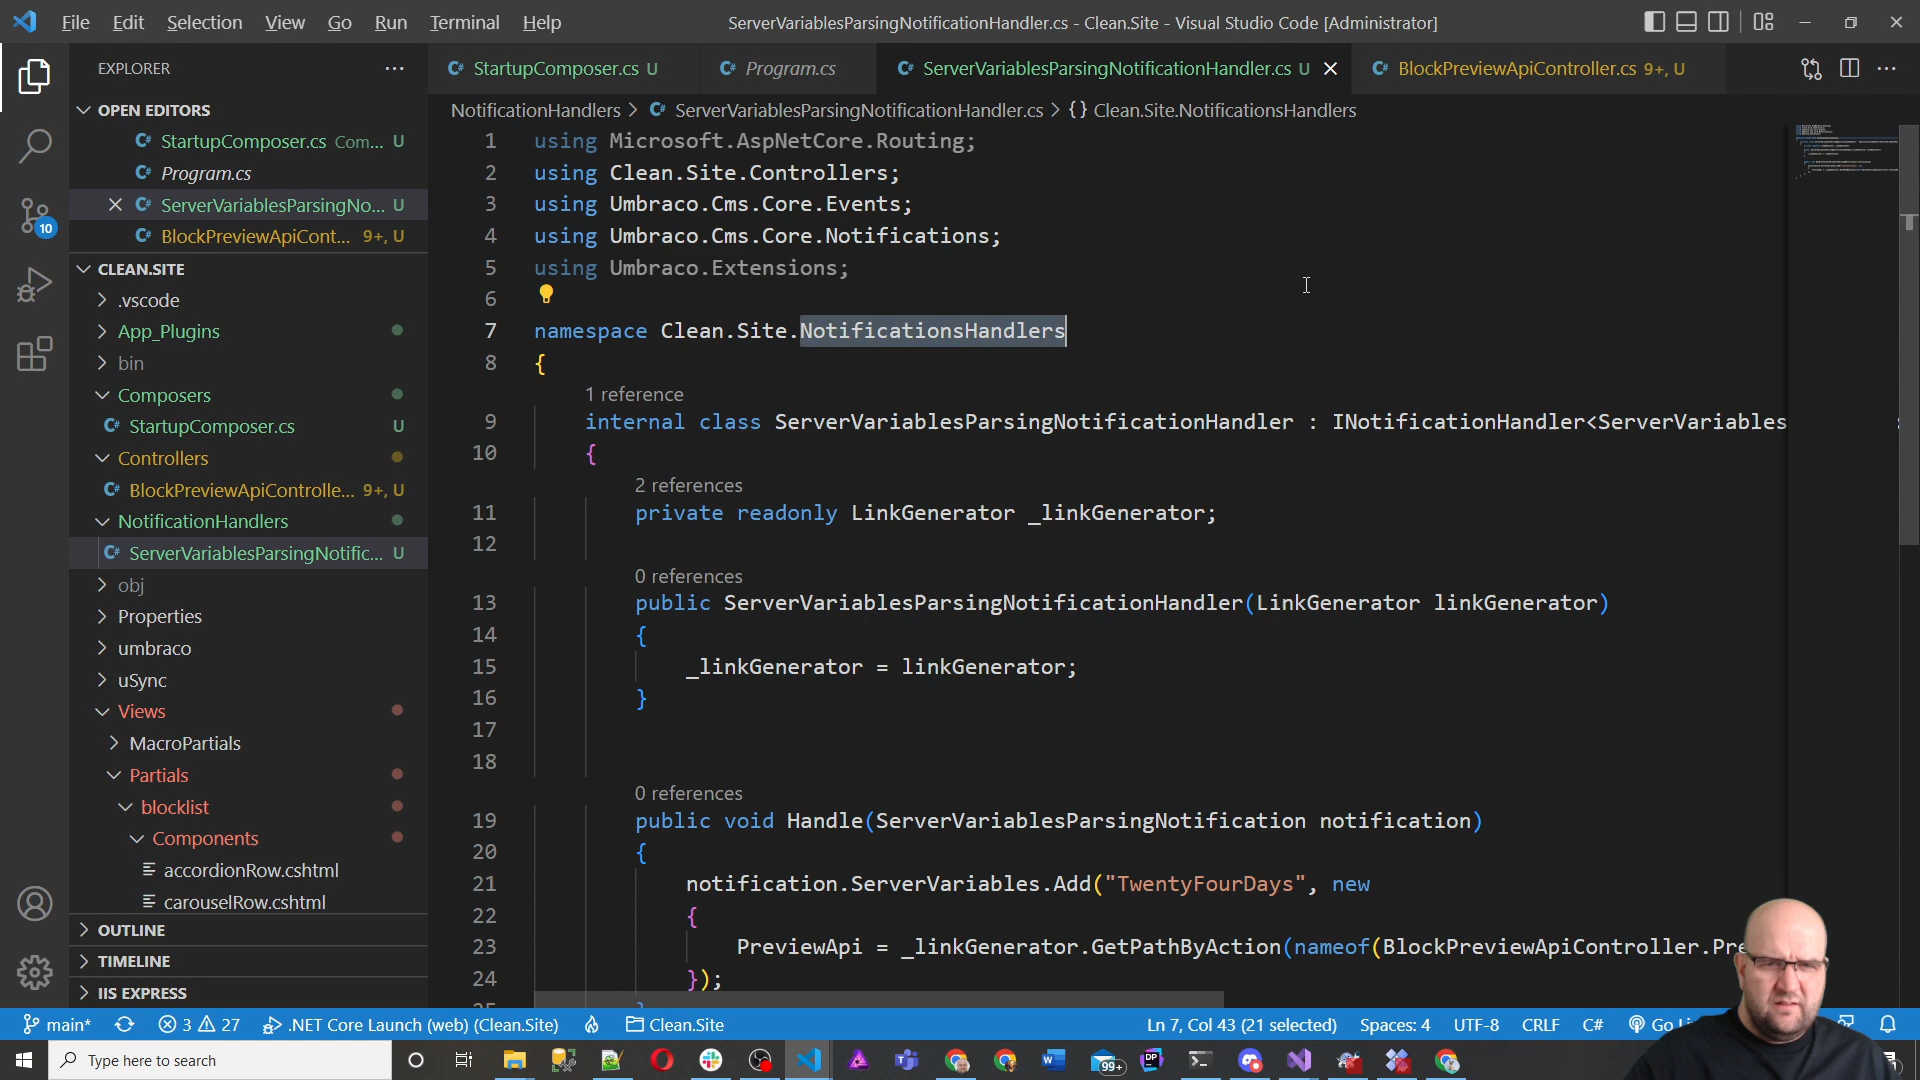 File Edit Selection View Go Run Terminal Help
ServerVariablesParsingNotificationHandler.cs - Clean.Site - Visual Studio Code [Administrator]
EXPLORER
OPEN EDITORS
StartupComposer.cs Com... U
Program.cs
ServerVariablesParsingNo... U
BlockPreviewApiCont... 9+, U
CLEAN.SITE
.vscode
App_Plugins
bin
Composers
StartupComposer.cs U
Controllers
BlockPreviewApiControlle... 9+, U
NotificationHandlers
ServerVariablesParsingNotific... U
obj
Properties
umbraco
uSync
Views
MacroPartials
Partials
blocklist
Components
accordionRow.cshtml
carouselRow.cshtml
OUTLINE
TIMELINE
IIS EXPRESS
10
StartupComposer.cs U
Program.cs
ServerVariablesParsingNotificationHandler.cs U
BlockPreviewApiController.cs 9+, U
NotificationHandlers > ServerVariablesParsingNotificationHandler.cs > {} Clean.Site.NotificationsHandlers
1 using Microsoft.AspNetCore.Routing;
2 using Clean.Site.Controllers;
3 using Umbraco.Cms.Core.Events;
4 using Umbraco.Cms.Core.Notifications;
5 using Umbraco.Extensions;
6
7 namespace Clean.Site.NotificationsHandlers
8 {
1 reference
9 internal class ServerVariablesParsingNotificationHandler : INotificationHandler<ServerVariables
10 {
2 references
11 private readonly LinkGenerator _linkGenerator;
12
0 references
13 public ServerVariablesParsingNotificationHandler(LinkGenerator linkGenerator)
14 {
15 _linkGenerator = linkGenerator;
16 }
17
18
0 references
19 public void Handle(ServerVariablesParsingNotification notification)
20 {
21 notification.ServerVariables.Add("TwentyFourDays", new
22 {
23 PreviewApi = _linkGenerator.GetPathByAction(nameof(BlockPreviewApiController.Pre
24 });
25 }
main* 3 27 .NET Core Launch (web) (Clean.Site) Clean.Site
Ln 7, Col 43 (21 selected) Spaces: 4 UTF-8 CRLF C# Go Li
Type here to search
99+